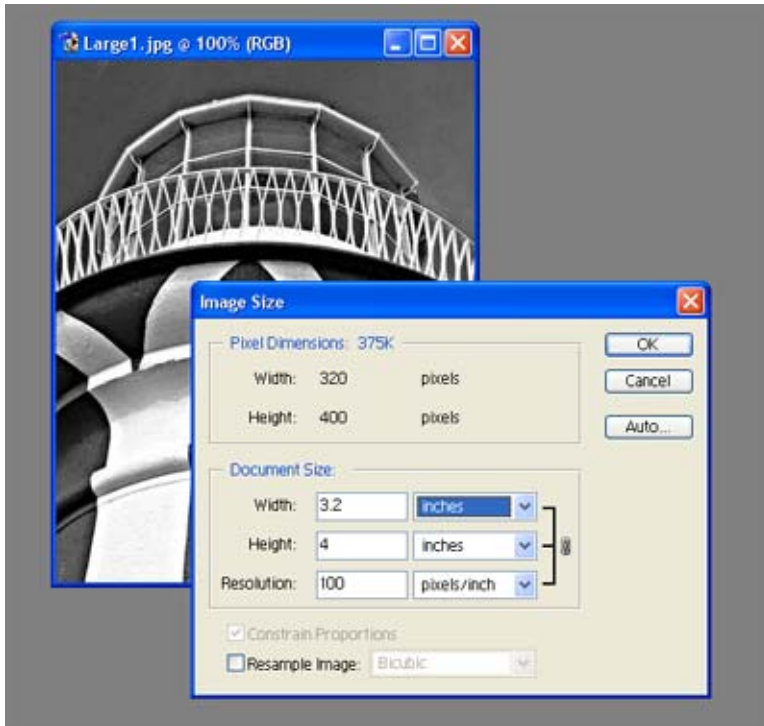 Large1.jpg @ 100% (RGB)
Image Size
Pixel Dimensions: 375K
Width: 320 pixels
Height: 400 pixels
OK
Cancel
Auto...
Document Size:
Width: 3.2 inches
Height: 4 inches
Resolution: 100 pixels/inch
Constrain Proportions
Resample Image: Bicubic